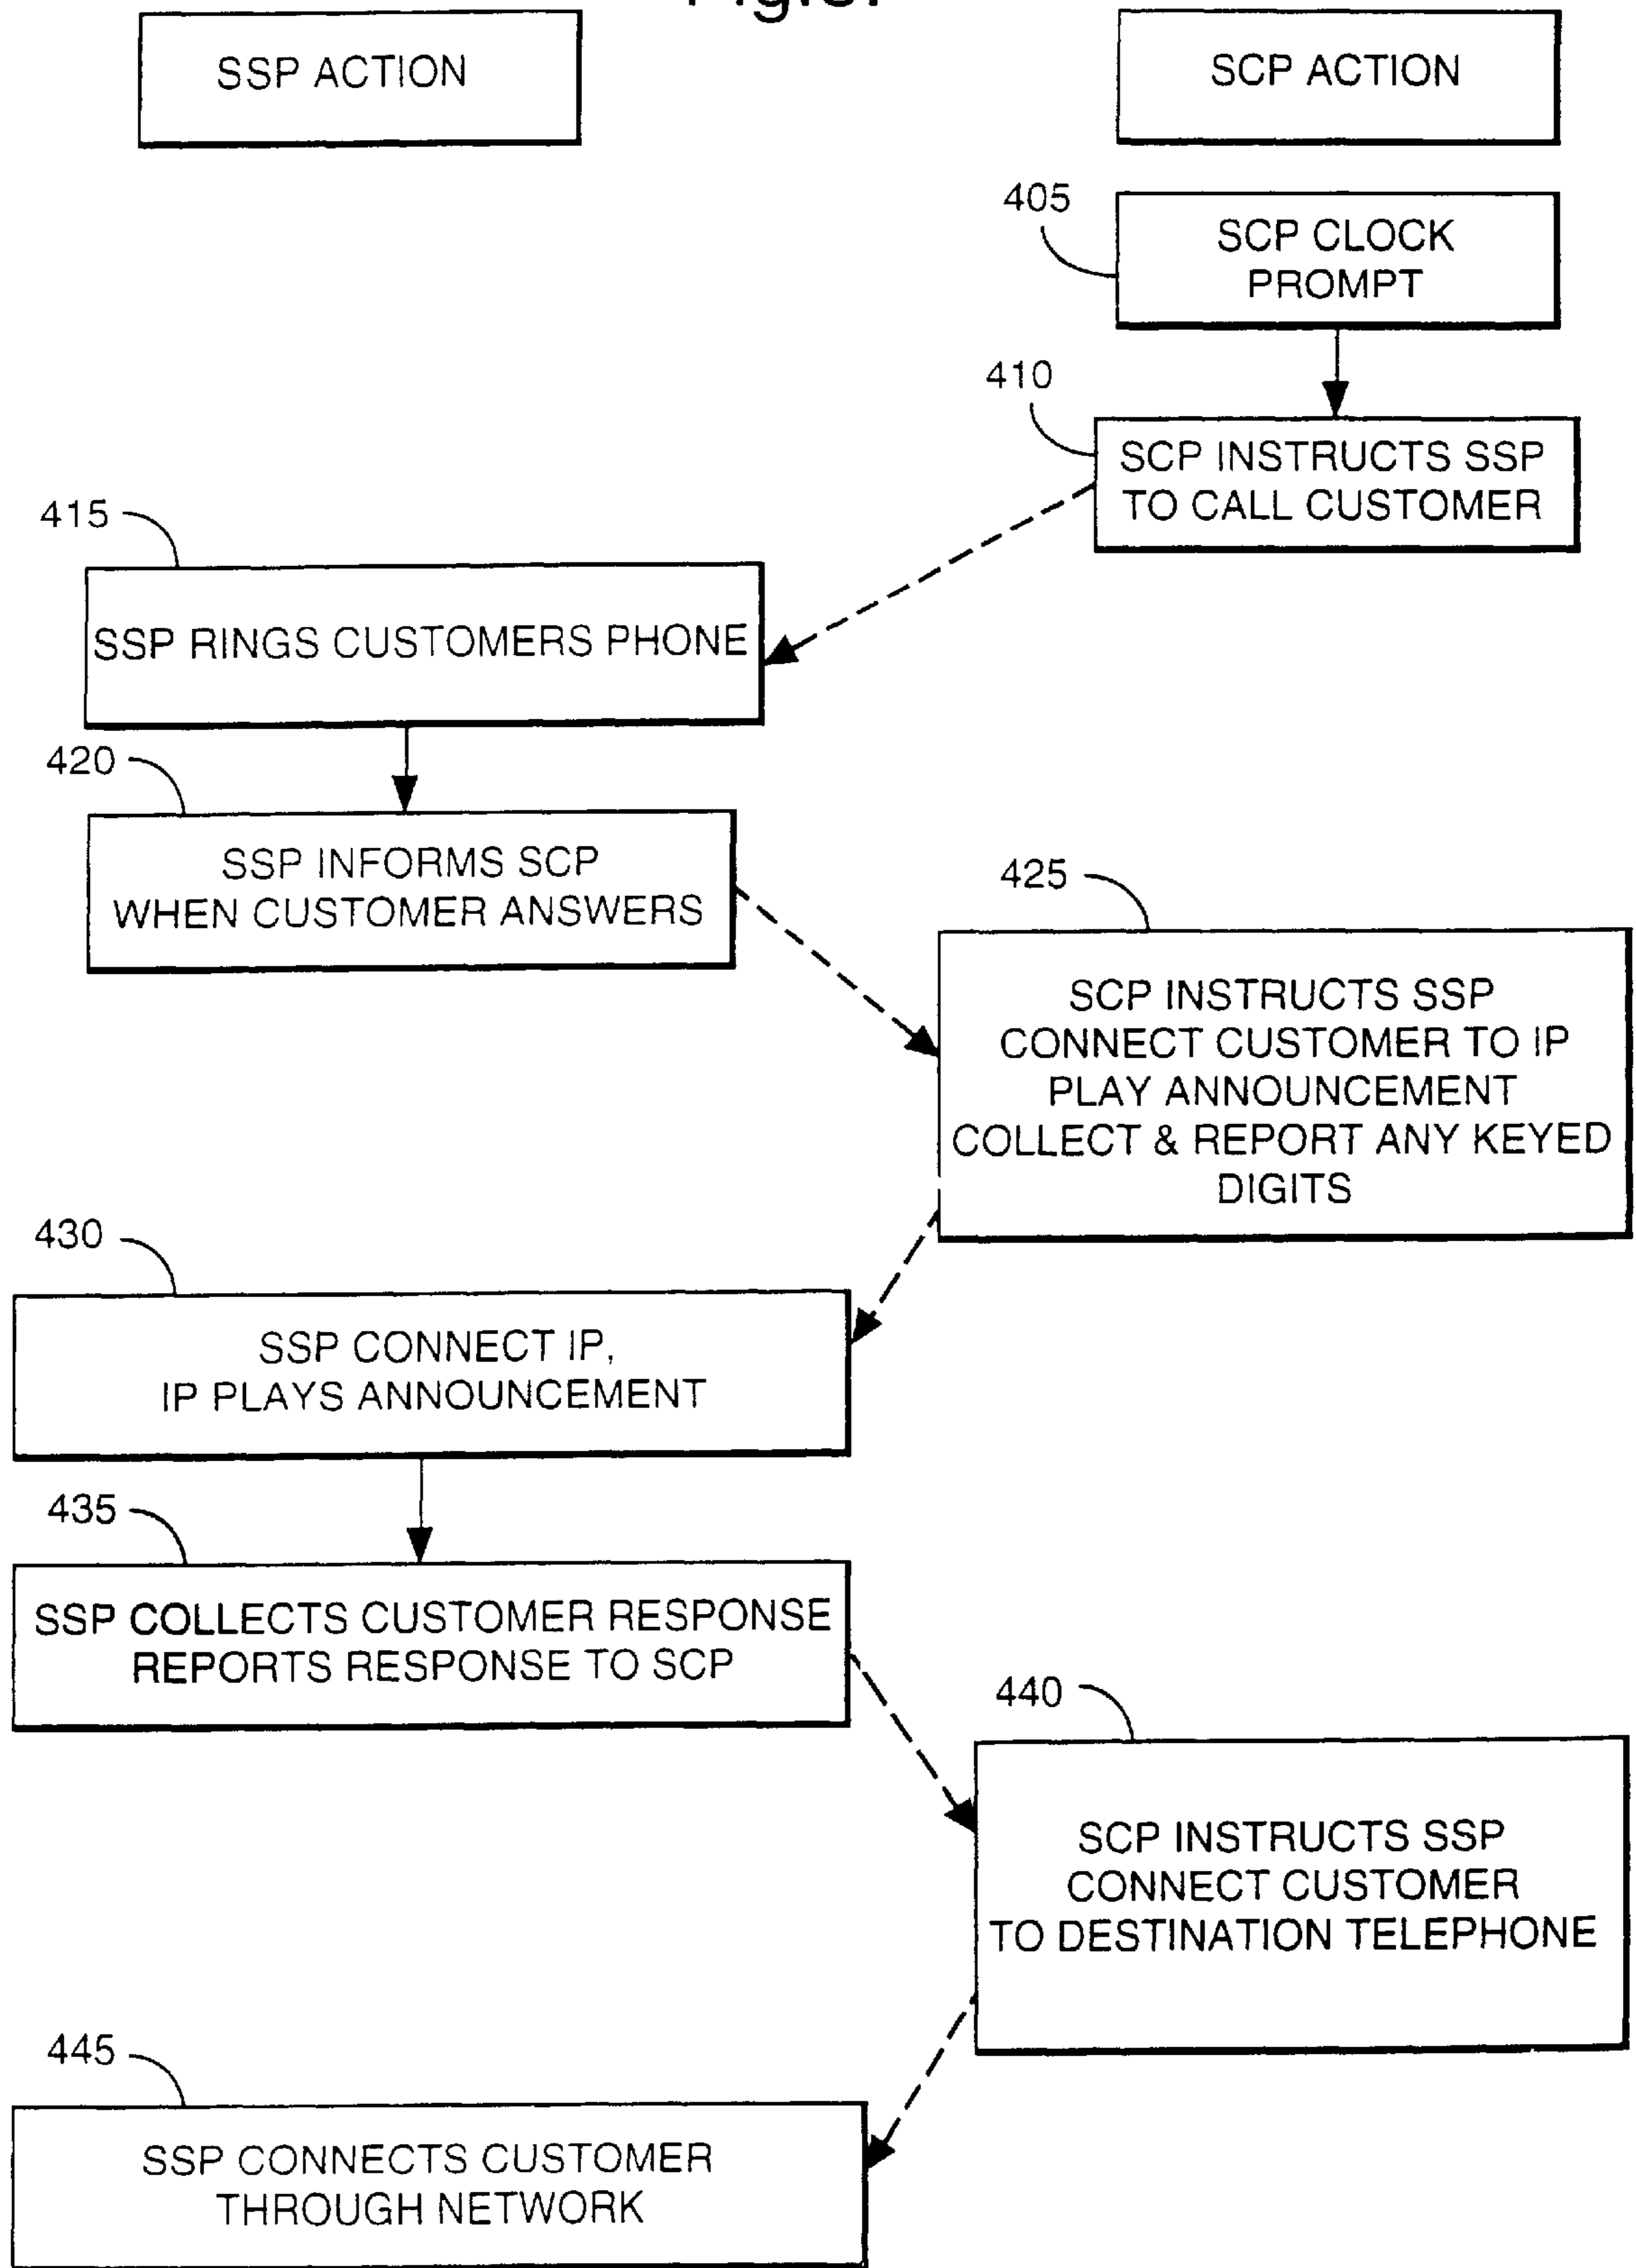 SSP ACTION
SCP ACTION
405
SCP CLOCK
PROMPT
410
SCP INSTRUCTS SSP
TO CALL CUSTOMER
415
SSP RINGS CUSTOMERS PHONE
420
SSP INFORMS SCP
WHEN CUSTOMER ANSWERS
425
SCP INSTRUCTS SSP
CONNECT CUSTOMER TO IP
PLAY ANNOUNCEMENT
COLLECT & REPORT ANY KEYED
DIGITS
430
SSP CONNECT IP,
IP PLAYS ANNOUNCEMENT
435
SSP COLLECTS CUSTOMER RESPONSE
REPORTS RESPONSE TO SCP
440
SCP INSTRUCTS SSP
CONNECT CUSTOMER
TO DESTINATION TELEPHONE
445
SSP CONNECTS CUSTOMER
THROUGH NETWORK